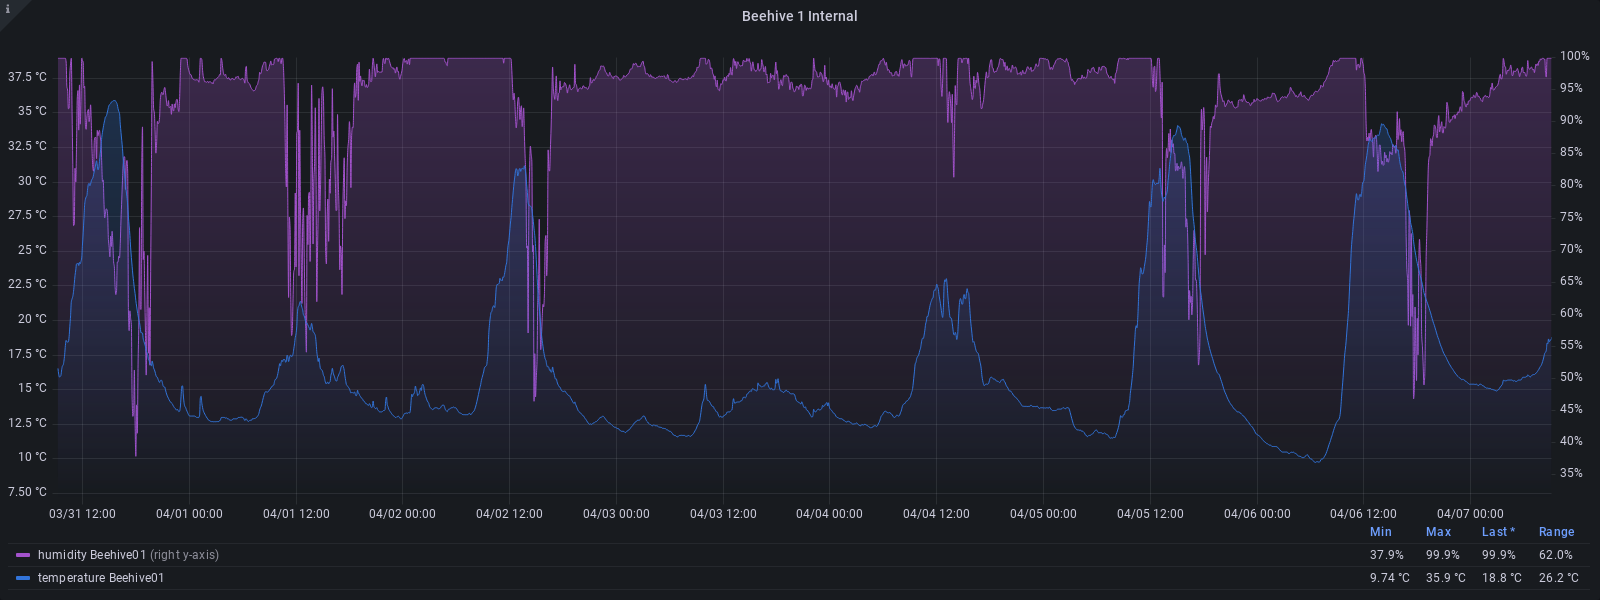 i
Beehive 1 Internal
37.5 °C
35 °C
32.5 °C
30 °C
27.5 °C
25 °C
22.5 °C
20 °C
17.5 °C
15 °C
12.5 °C
10 °C
7.50 °C
100%
95%
90%
85%
80%
75%
70%
65%
60%
55%
50%
45%
40%
35%
03/31 12:00 04/01 00:00 04/01 12:00 04/02 00:00 04/02 12:00 04/03 00:00 04/03 12:00 04/04 00:00 04/04 12:00 04/05 00:00 04/05 12:00 04/06 00:00 04/06 12:00 04/07 00:00
Min Max Last * Range
humidity Beehive01 (right y-axis) 37.9% 99.9% 99.9% 62.0%
temperature Beehive01 9.74 °C 35.9 °C 18.8 °C 26.2 °C